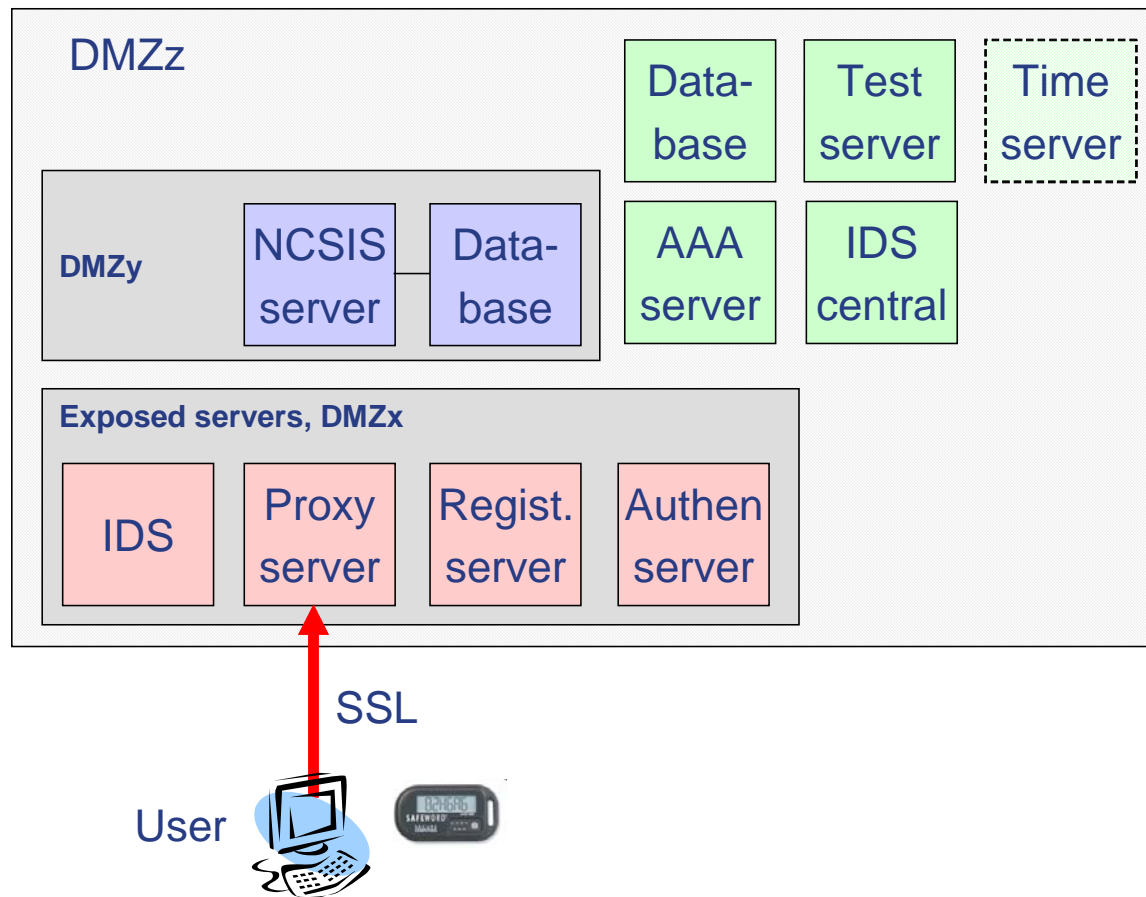 DMZz
Data-
base
Test
server
Time
server
DMZy
NCSIS
server
Data-
base
AAA
server
IDS
central
Exposed servers, DMZx
IDS
Proxy
server
Regist.
server
Authen
server
SSL
User
SAFEWORD